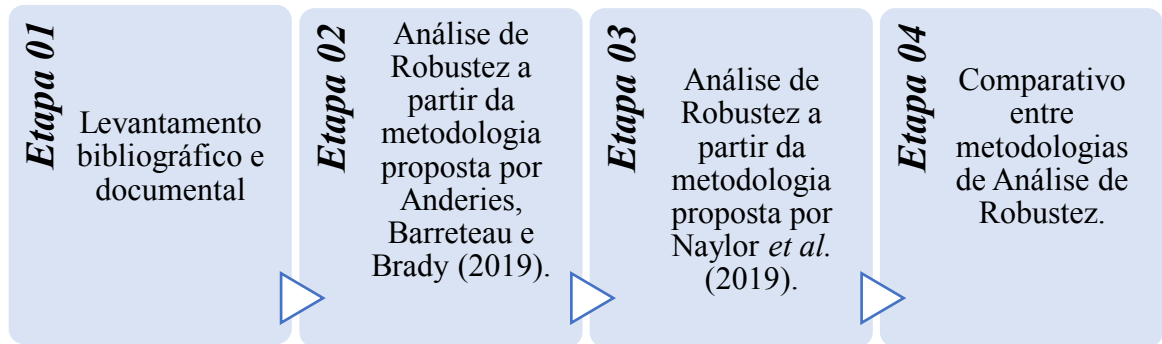 Etapa 01
Levantamento
bibliográfico e
documental
Etapa 02
Análise de
Robustez a
partir da
metodologia
proposta por
Anderies,
Barreteau e
Brady (2019).
Etapa 03
Análise de
Robustez a
partir da
metodologia
proposta por
Naylor et al.
(2019).
Etapa 04
Comparativo
entre
metodologias
de Análise de
Robustez.